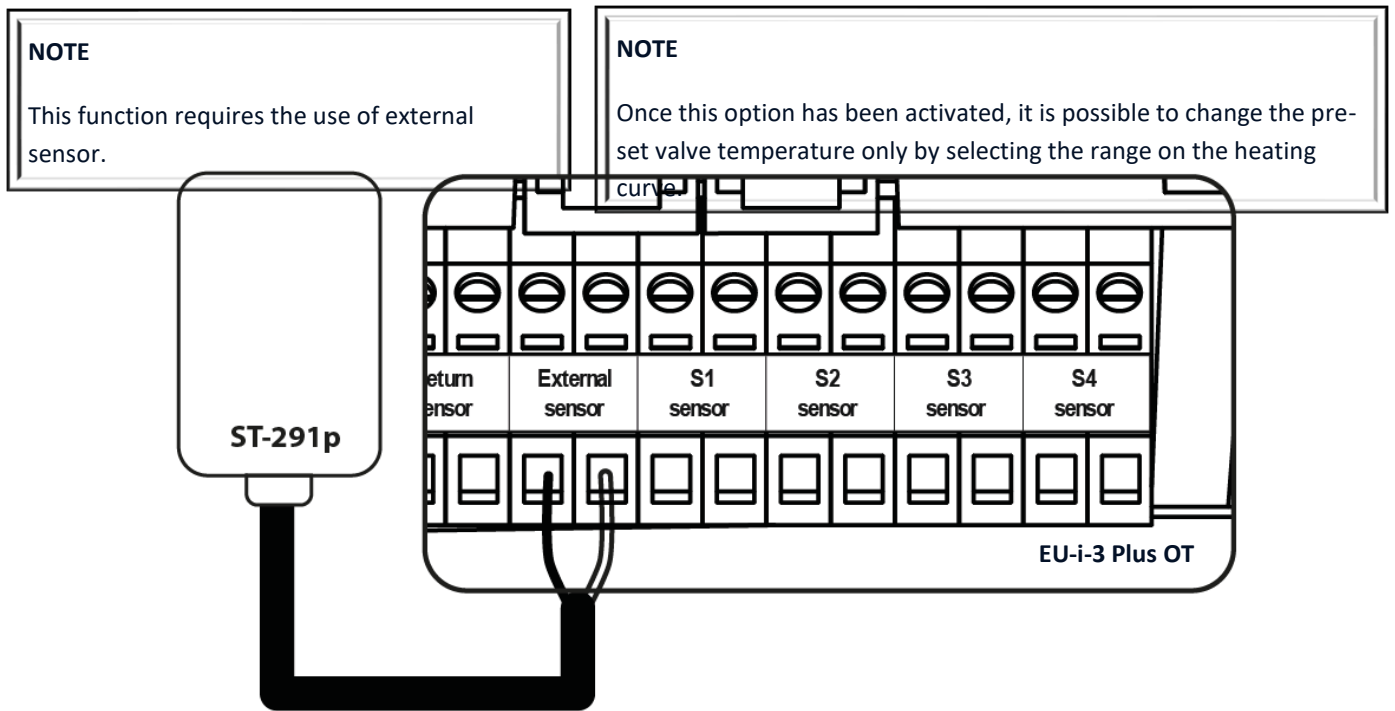 NOTE
This function requires the use of external
sensor.
NOTE
Once this option has been activated, it is possible to change the pre-
set valve temperature only by selecting the range on the heating
curve.
eturn
ensor
External
sensor
S1
sensor
S2
sensor
S3
sensor
S4
sensor
ST-291p
EU-i-3 Plus OT